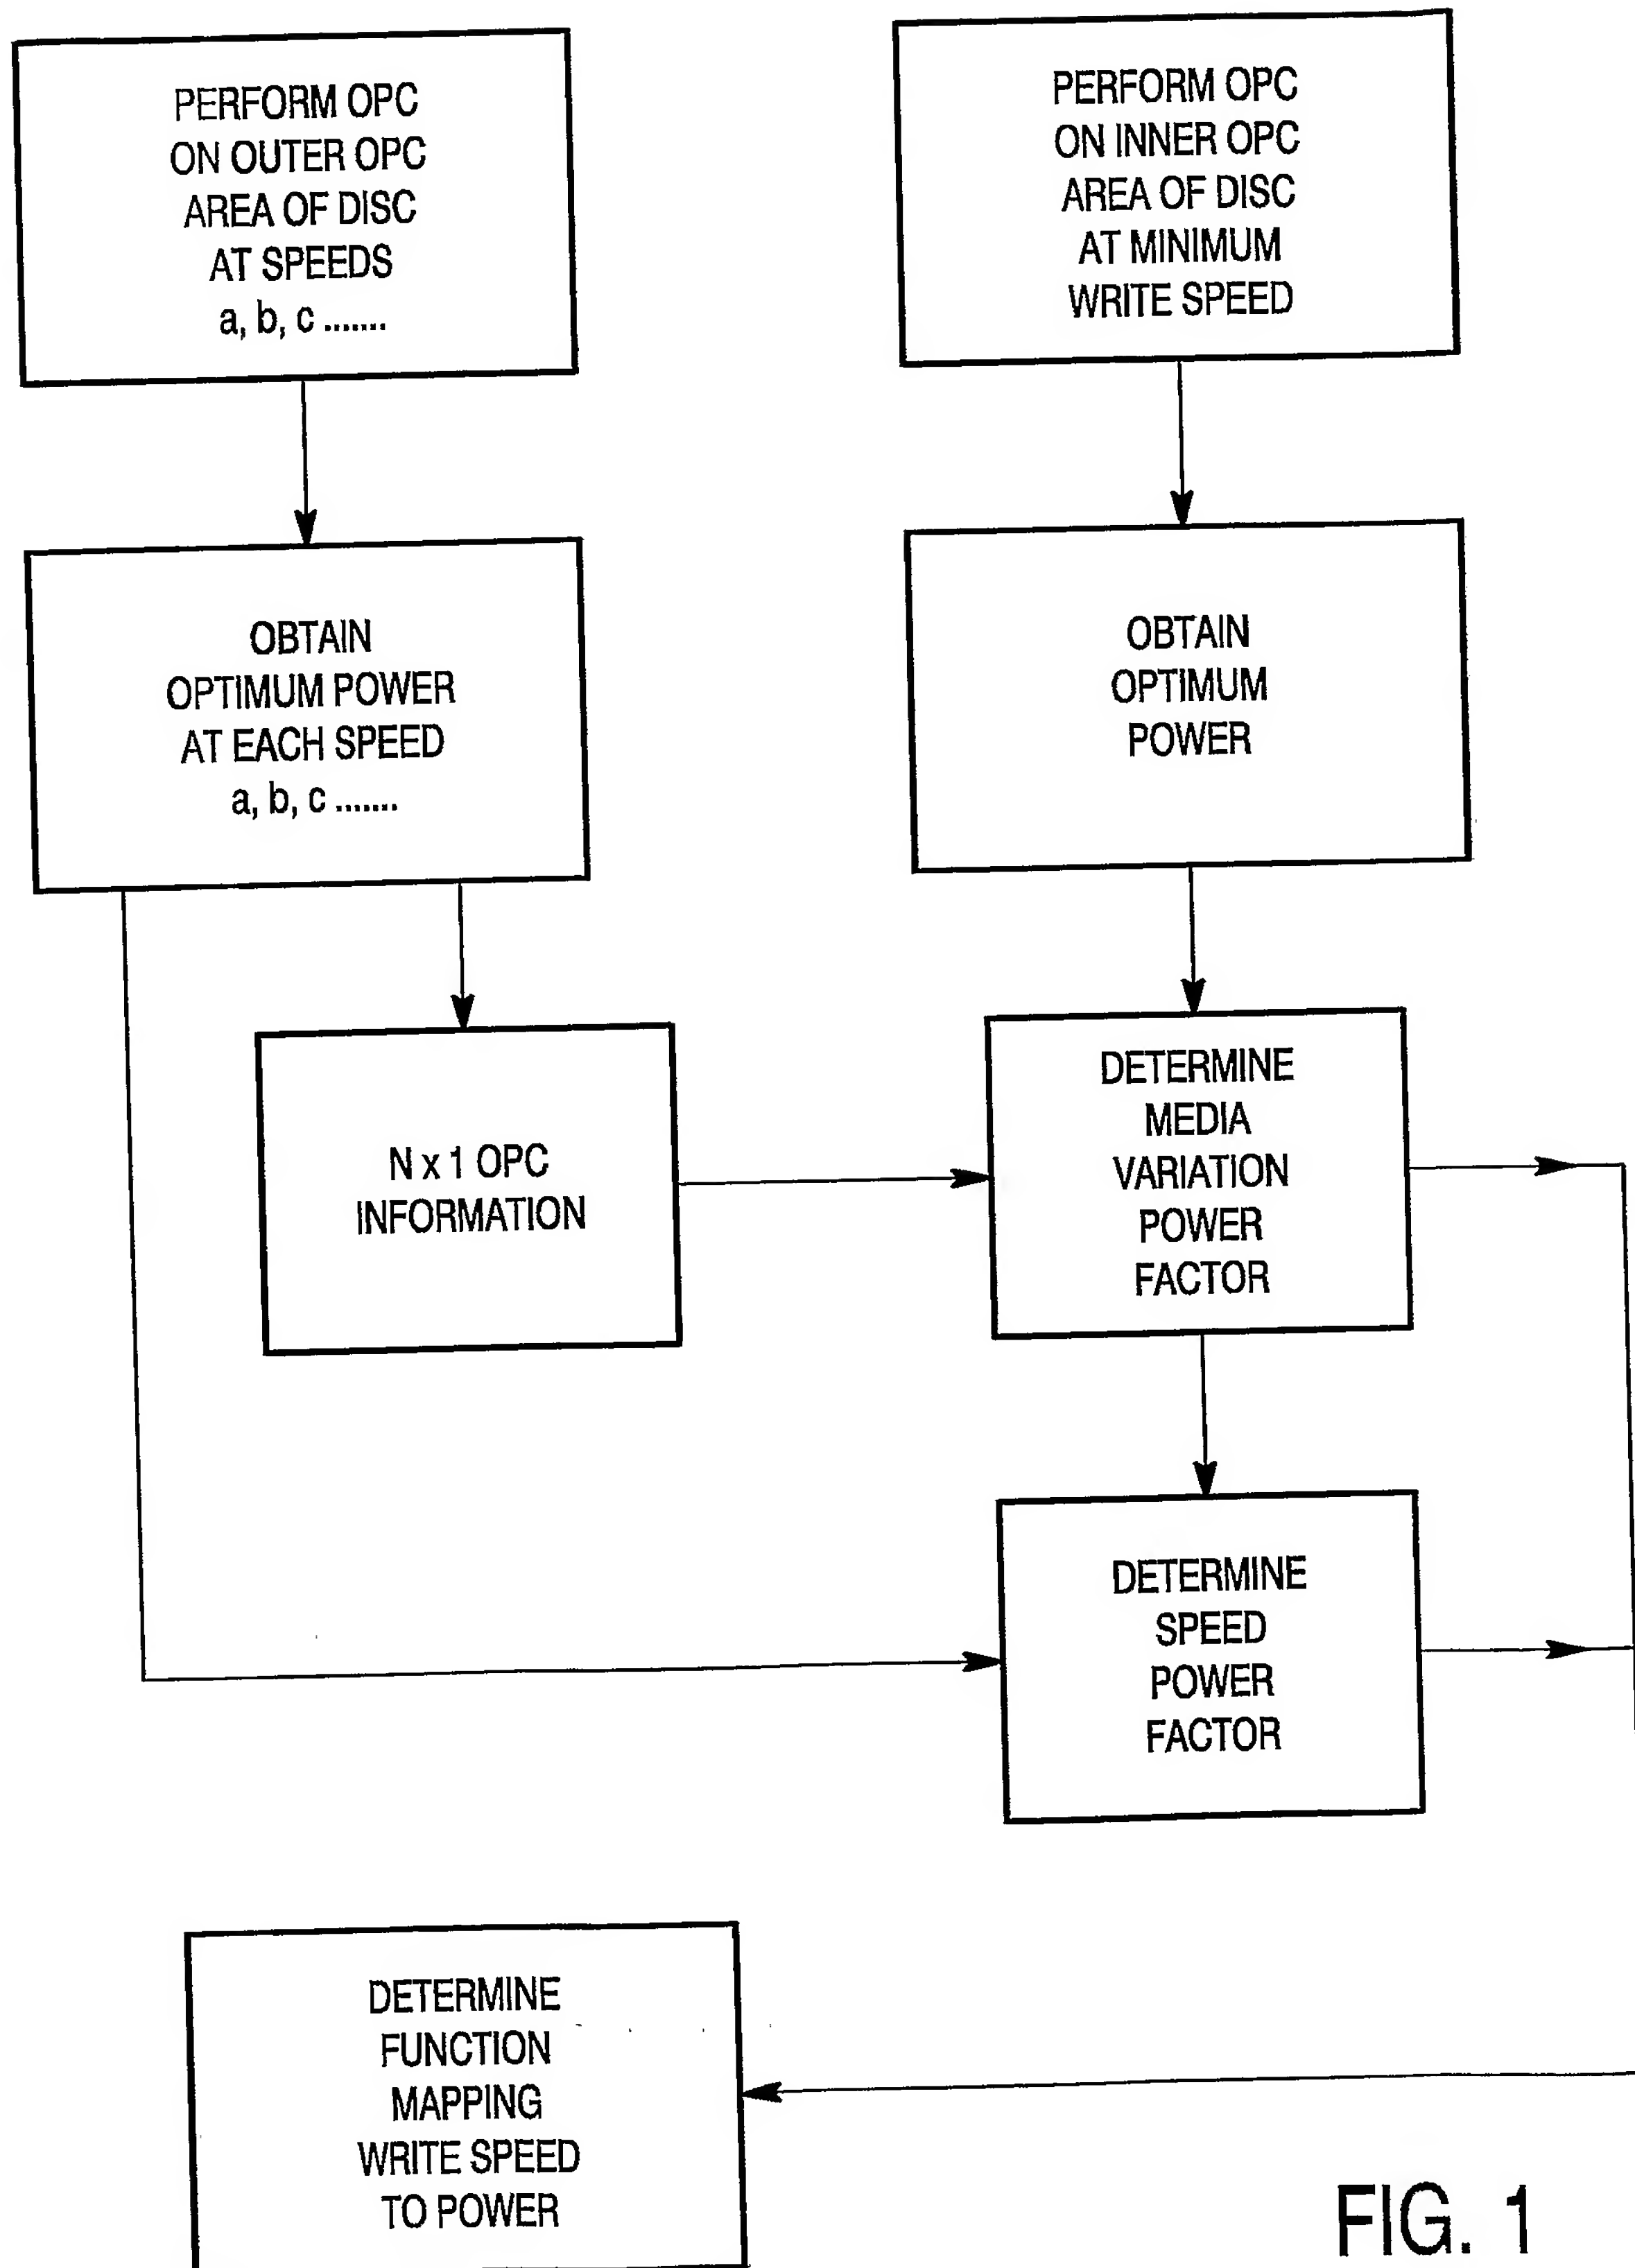 PERFORM OPC
ON OUTER OPC
AREA OF DISC
AT SPEEDS
a, b, c .......
PERFORM OPC
ON INNER OPC
AREA OF DISC
AT MINIMUM
WRITE SPEED
OBTAIN
OPTIMUM POWER
AT EACH SPEED
a, b, c .......
OBTAIN
OPTIMUM
POWER
N x 1 OPC
INFORMATION
DETERMINE
MEDIA
VARIATION
POWER
FACTOR
DETERMINE
SPEED
POWER
FACTOR
DETERMINE
FUNCTION
MAPPING
WRITE SPEED
TO POWER
FIG. 1